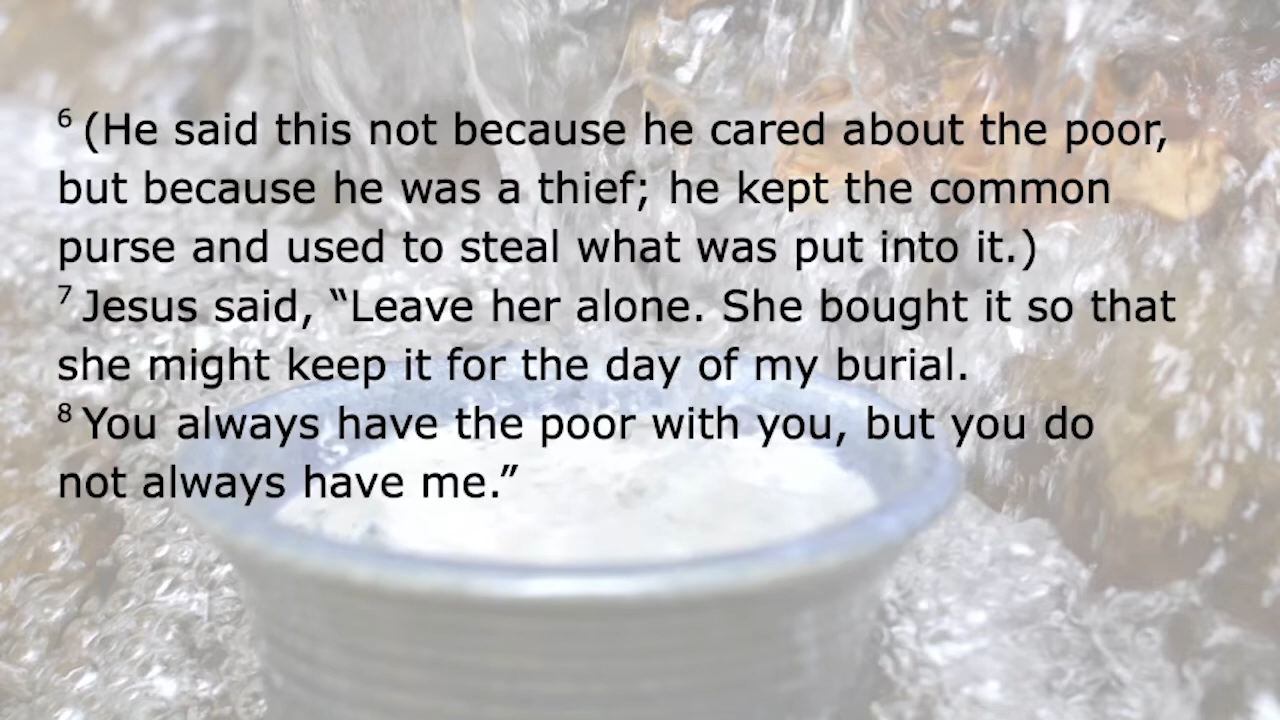 ⁶ (He said this not because he cared about the poor,
but because he was a thief; he kept the common
purse and used to steal what was put into it.)
⁷ Jesus said, “Leave her alone. She bought it so that
she might keep it for the day of my burial.
⁸ You always have the poor with you, but you do
not always have me.”